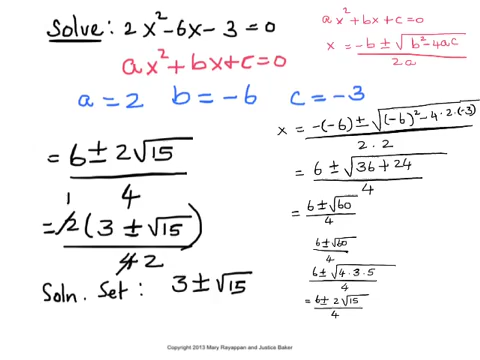 Solve: 2x²-6x-3=0
ax²+bx+c=0
a=2 b=-6 c=-3
= 6±2√15 / 4
= 1 2(3±√15) / 4 2
Soln. Set: 3±√15
ax²+bx+c=0
x = -b±√b²-4ac / 2a
x = -(-6)±√(-6)²-4·2·(-3) / 2·2
= 6±√36+24 / 4
= 6±√60 / 4
6±√60 / 4
6±√4·3·5 / 4
= 6±2√15 / 4
Copyright 2013 Mary Rayappan and Justice Baker